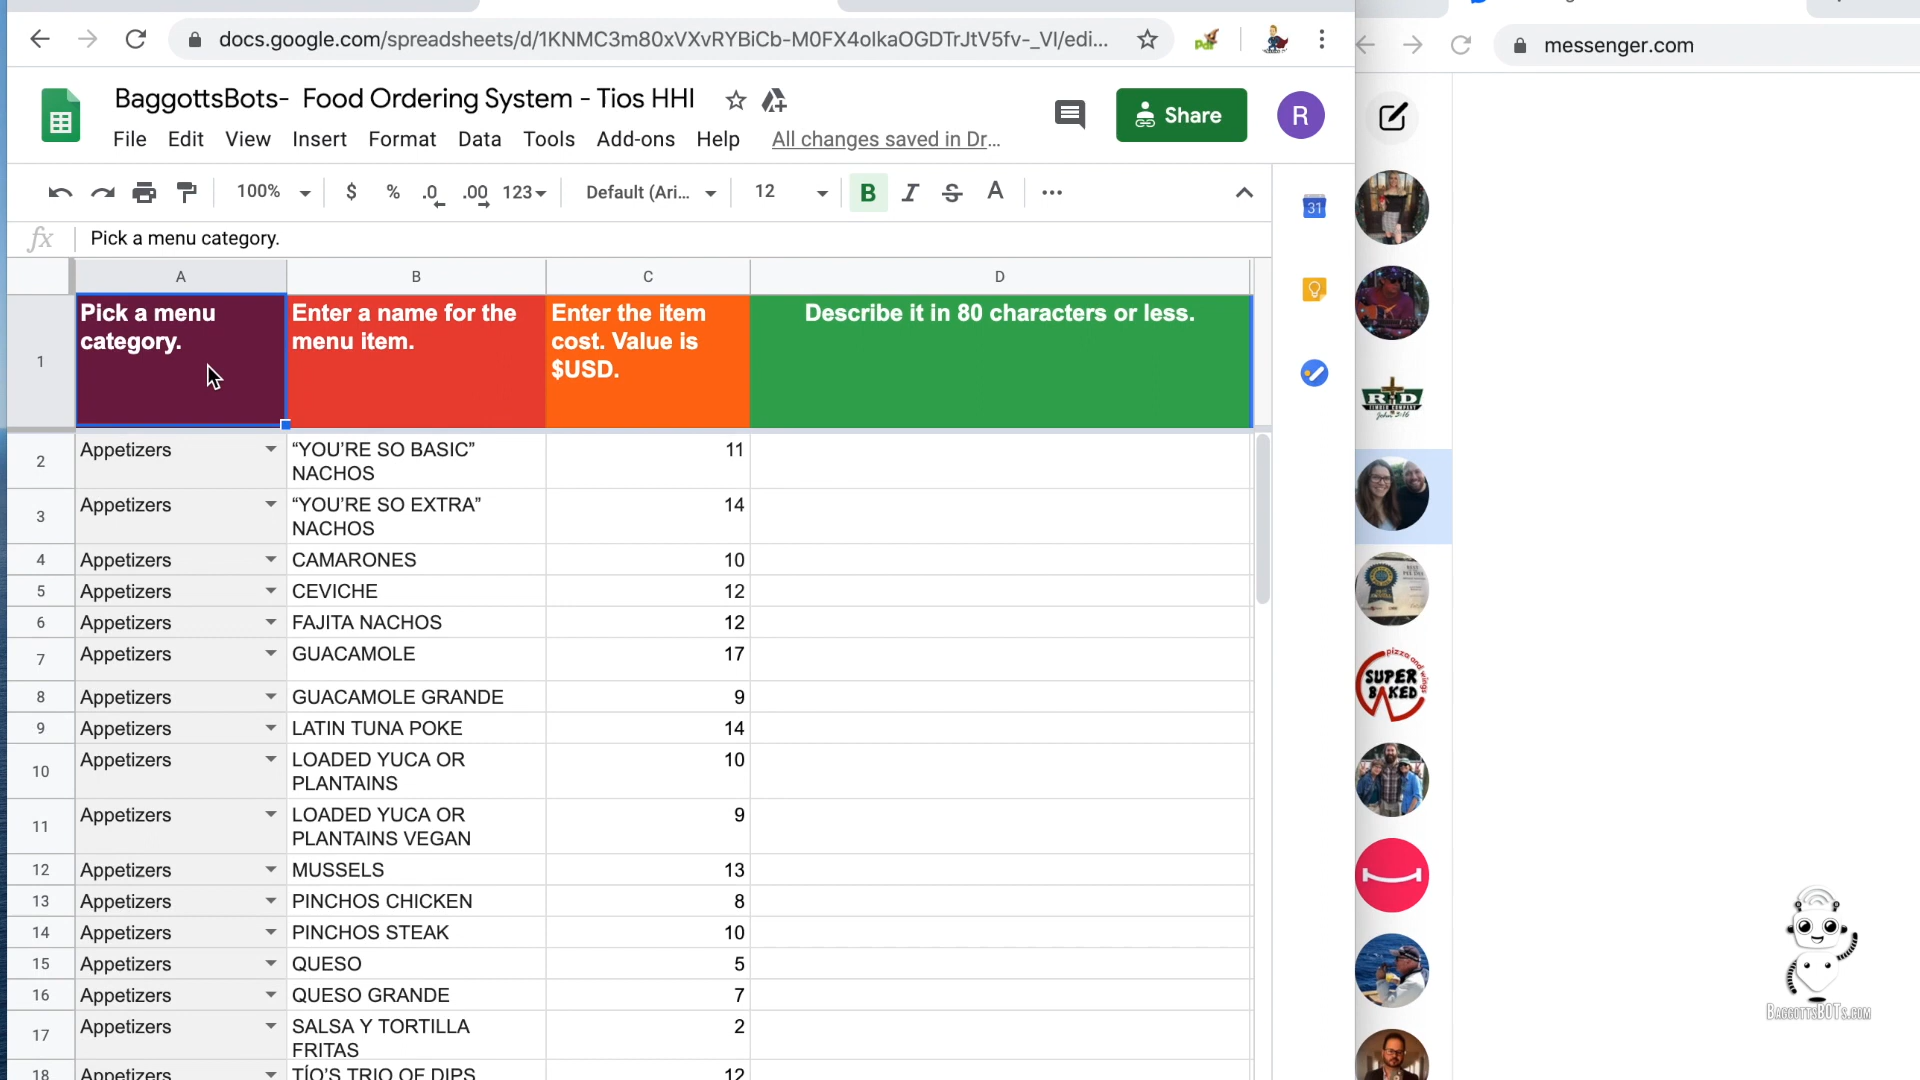 docs.google.com/spreadsheets/d/1KNMC3m80xVXvRYBiCb-M0FX4olkaOGDTrJtV5fv-_VI/edi...
messenger.com
BaggottsBots- Food Ordering System - Tios HHI
Share
R
File Edit View Insert Format Data Tools Add-ons Help All changes saved in Dr...
100% $ % .0 .00 123 Default (Ari... 12 B I S A
31
fx Pick a menu category.
A B C D
1
Pick a menu
category.
Enter a name for the
menu item.
Enter the item
cost. Value is
$USD.
Describe it in 80 characters or less.
2 Appetizers “YOU’RE SO BASIC”
NACHOS 11
3 Appetizers “YOU’RE SO EXTRA”
NACHOS 14
4 Appetizers CAMARONES 10
5 Appetizers CEVICHE 12
6 Appetizers FAJITA NACHOS 12
7 Appetizers GUACAMOLE 17
8 Appetizers GUACAMOLE GRANDE 9
9 Appetizers LATIN TUNA POKE 14
10 Appetizers LOADED YUCA OR
PLANTAINS 10
11 Appetizers LOADED YUCA OR
PLANTAINS VEGAN 9
12 Appetizers MUSSELS 13
13 Appetizers PINCHOS CHICKEN 8
14 Appetizers PINCHOS STEAK 10
15 Appetizers QUESO 5
16 Appetizers QUESO GRANDE 7
17 Appetizers SALSA Y TORTILLA
FRITAS 2
18 Appetizers TÍO’S TRIO OF DIPS 12
John 3:16
pizza and wings
SUPER
BAKED
BAGGOTTSBOTS.COM